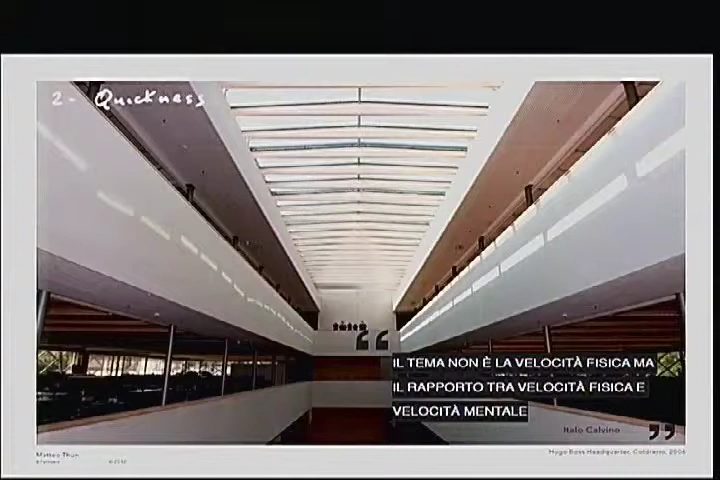 2- Quickness
“
IL TEMA NON È LA VELOCITÀ FISICA MA
IL RAPPORTO TRA VELOCITÀ FISICA E
VELOCITÀ MENTALE
Italo Calvino ”
Matteo Thun
Hugo Boss Headquarter, Coldrerio, 2006